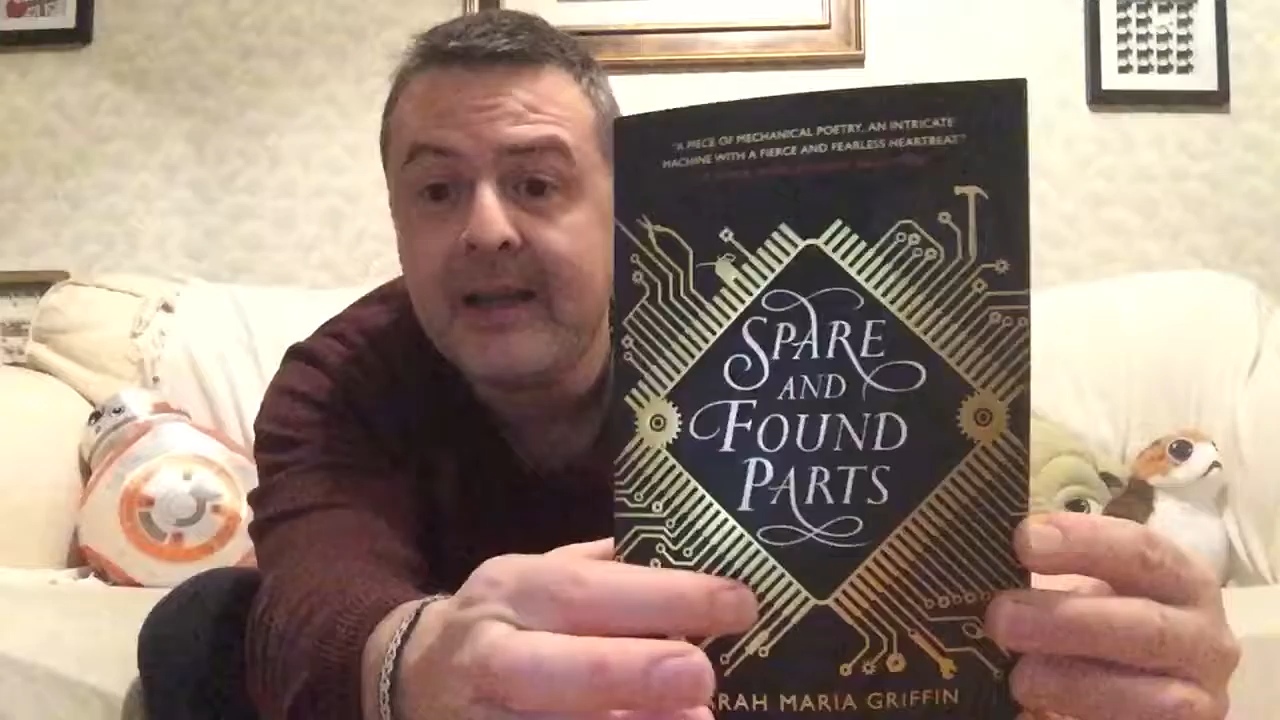 "A PIECE OF MECHANICAL POETRY, AN INTRICATE
MACHINE WITH A FIERCE AND FEARLESS HEARTBEAT"
SPARE
AND
FOUND
PARTS
RAH MARIA GRIFFIN